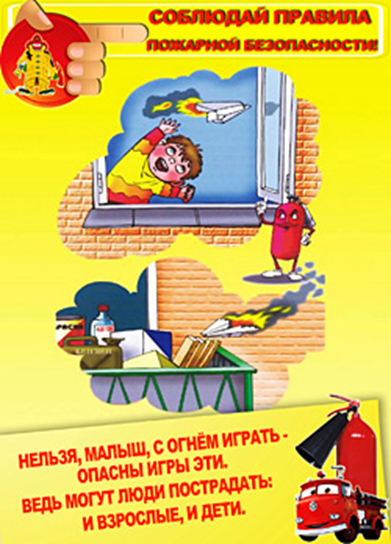 СОБЛЮДАЙ ПРАВИЛА
ПОЖАРНОЙ БЕЗОПАСНОСТИ!
НЕЛЬЗЯ, МАЛЫШ, С ОГНЁМ ИГРАТЬ -
ОПАСНЫ ИГРЫ ЭТИ.
ВЕДЬ МОГУТ ЛЮДИ ПОСТРАДАТЬ:
И ВЗРОСЛЫЕ, И ДЕТИ.